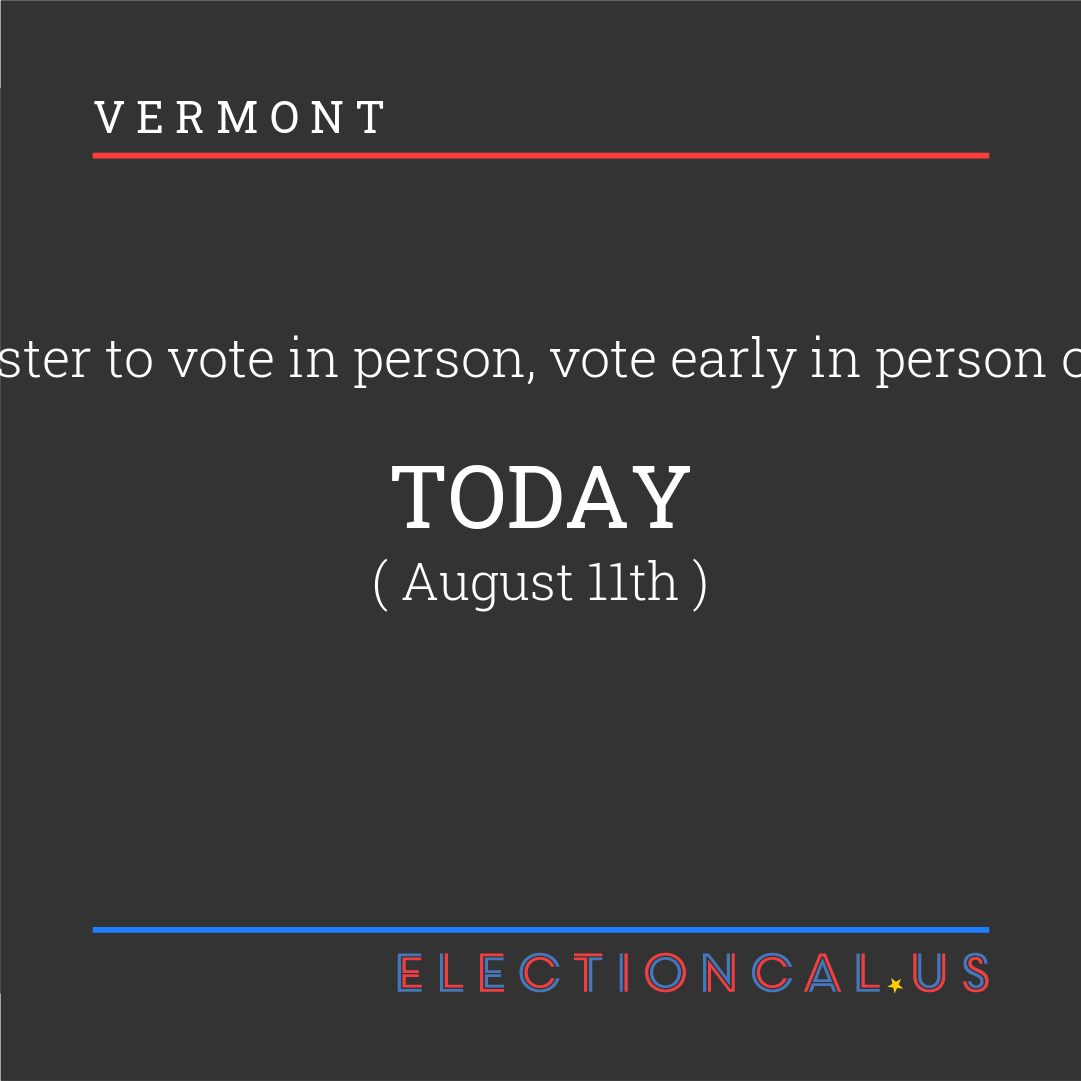 VERMONT
ster to vote in person, vote early in person
TODAY
( August 11th )
ELECTIONCAL.US